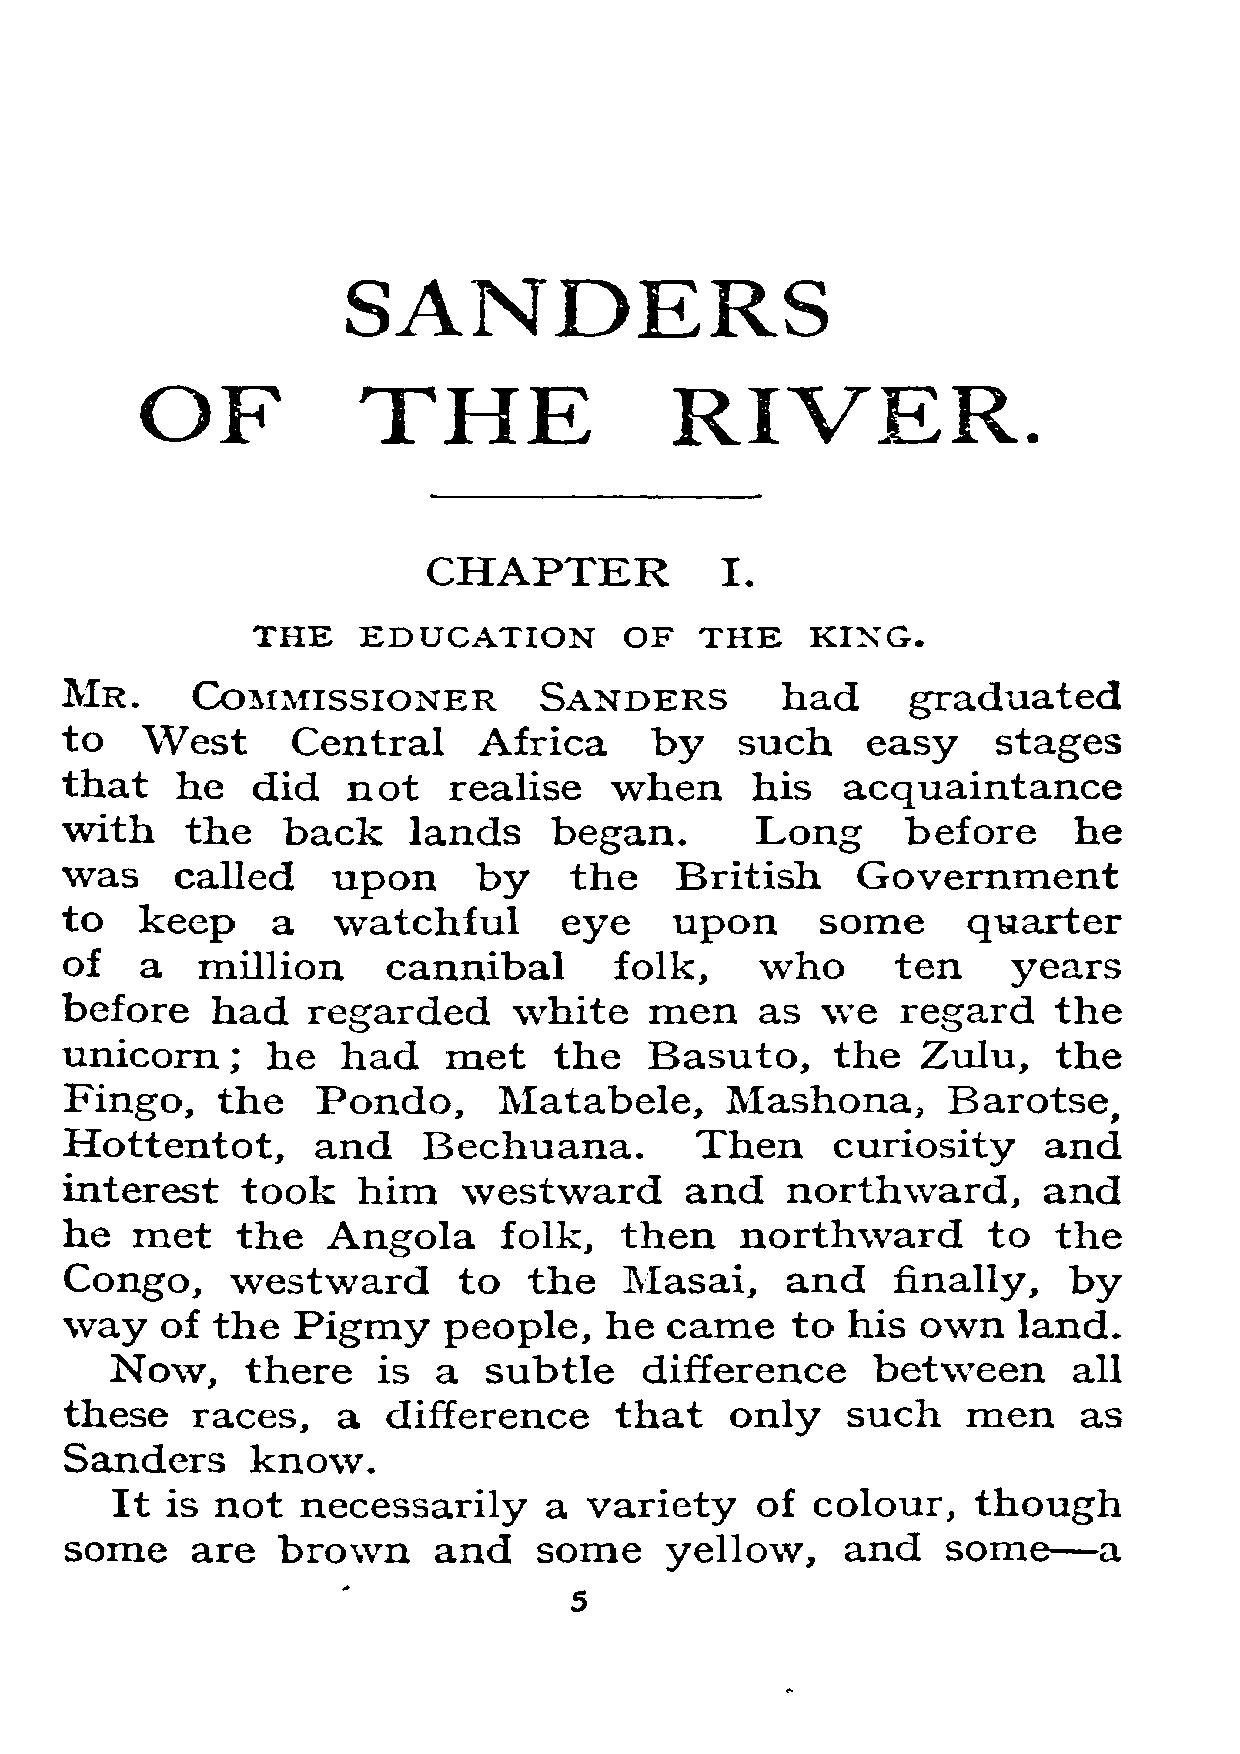 SANDERS
OF THE RIVER.
CHAPTER I.
THE EDUCATION OF THE KING.
MR. COMMISSIONER SANDERS had graduated
to West Central Africa by such easy stages
that he did not realise when his acquaintance
with the back lands began. Long before he
was called upon by the British Government
to keep a watchful eye upon some quarter
of a million cannibal folk, who ten years
before had regarded white men as we regard the
unicorn; he had met the Basuto, the Zulu, the
Fingo, the Pondo, Matabele, Mashona, Barotse,
Hottentot, and Bechuana. Then curiosity and
interest took him westward and northward, and
he met the Angola folk, then northward to the
Congo, westward to the Masai, and finally, by
way of the Pigmy people, he came to his own land.
Now, there is a subtle difference between all
these races, a difference that only such men as
Sanders know.
It is not necessarily a variety of colour, though
some are brown and some yellow, and some—a
5